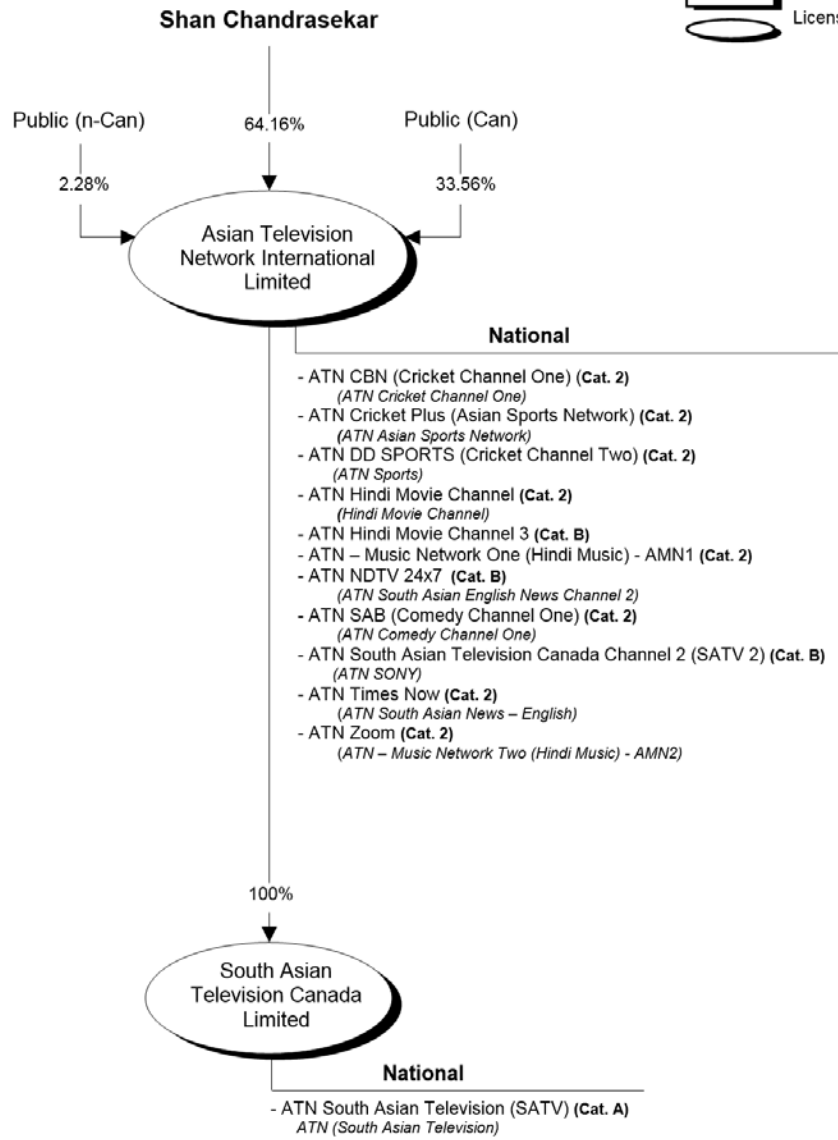 Shan Chandrasekar
Public (n-Can)
64.16%
Public (Can)
2.28%
33.56%
Asian Television
Network International
Limited
National
- ATN CBN (Cricket Channel One) (Cat. 2)
(ATN Cricket Channel One)
- ATN Cricket Plus (Asian Sports Network) (Cat. 2)
(ATN Asian Sports Network)
- ATN DD SPORTS (Cricket Channel Two) (Cat. 2)
(ATN Sports)
- ATN Hindi Movie Channel (Cat. 2)
(Hindi Movie Channel)
- ATN Hindi Movie Channel 3 (Cat. B)
- ATN – Music Network One (Hindi Music) - AMN1 (Cat. 2)
- ATN NDTV 24x7 (Cat. B)
(ATN South Asian English News Channel 2)
- ATN SAB (Comedy Channel One) (Cat. 2)
(ATN Comedy Channel One)
- ATN South Asian Television Canada Channel 2 (SATV 2) (Cat. B)
(ATN SONY)
- ATN Times Now (Cat. 2)
(ATN South Asian News – English)
- ATN Zoom (Cat. 2)
(ATN – Music Network Two (Hindi Music) - AMN2)
100%
South Asian
Television Canada
Limited
National
- ATN South Asian Television (SATV) (Cat. A)
ATN (South Asian Television)